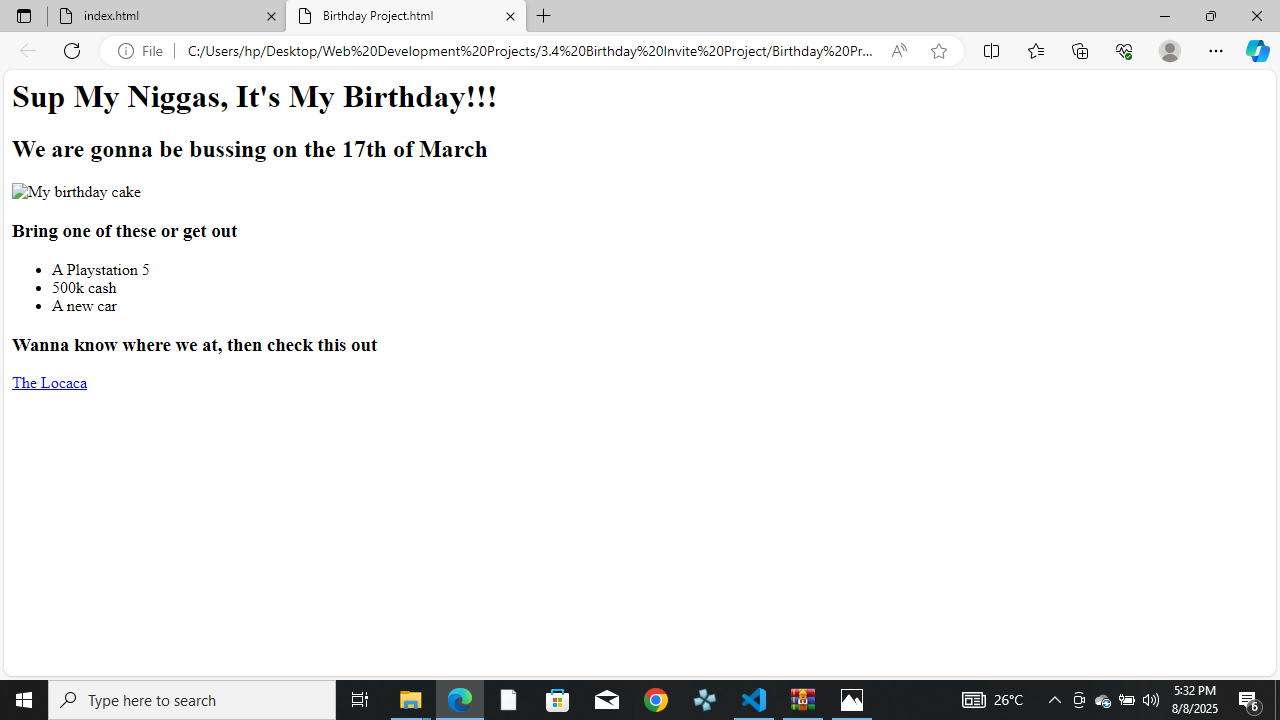 index.html
Birthday Project.html
File
C:/Users/hp/Desktop/Web%20Development%20Projects/3.4%20Birthday%20Invite%20Project/Birthday%20Pr...
Sup My Niggas, It's My Birthday!!!
We are gonna be bussing on the 17th of March
My birthday cake
Bring one of these or get out
A Playstation 5
500k cash
A new car
Wanna know where we at, then check this out
The Locaca
Type here to search
26°C
5:32 PM
8/8/2025
6